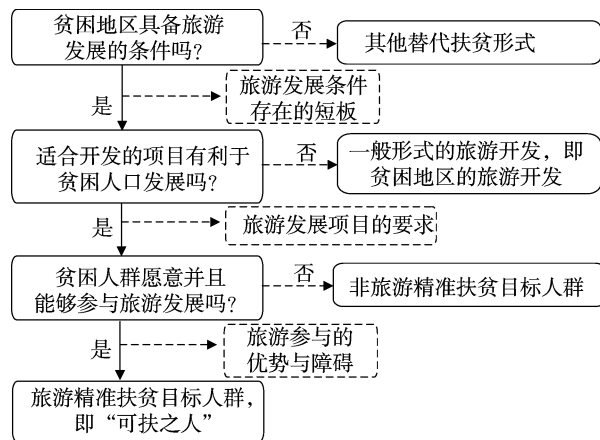 贫困地区具备旅游
发展的条件吗?
否
其他替代扶贫形式
是
旅游发展条件
存在的短板
适合开发的项目有利于
贫困人口发展吗?
否
一般形式的旅游开发，即
贫困地区的旅游开发
是
旅游发展项目的要求
贫困人群愿意并且
能够参与旅游发展吗?
否
非旅游精准扶贫目标人群
是
旅游参与的
优势与障碍
旅游精准扶贫目标人群，
即“可扶之人”